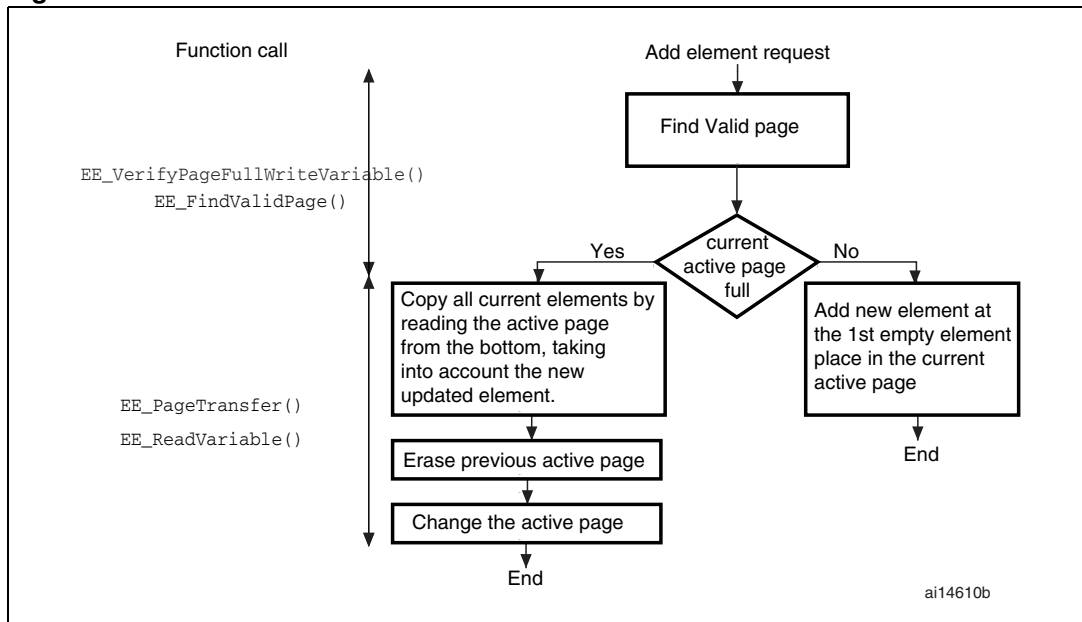 Function call
Add element request
Find Valid page
EE_VerifyPageFullWriteVariable()
EE_FindValidPage()
current
active page
full
Yes
No
Copy all current elements by
reading the active page
from the bottom, taking
into account the new
updated element.
Add new element at
the 1st empty element
place in the current
active page
EE_PageTransfer()
EE_ReadVariable()
End
Erase previous active page
Change the active page
End
ai14610b